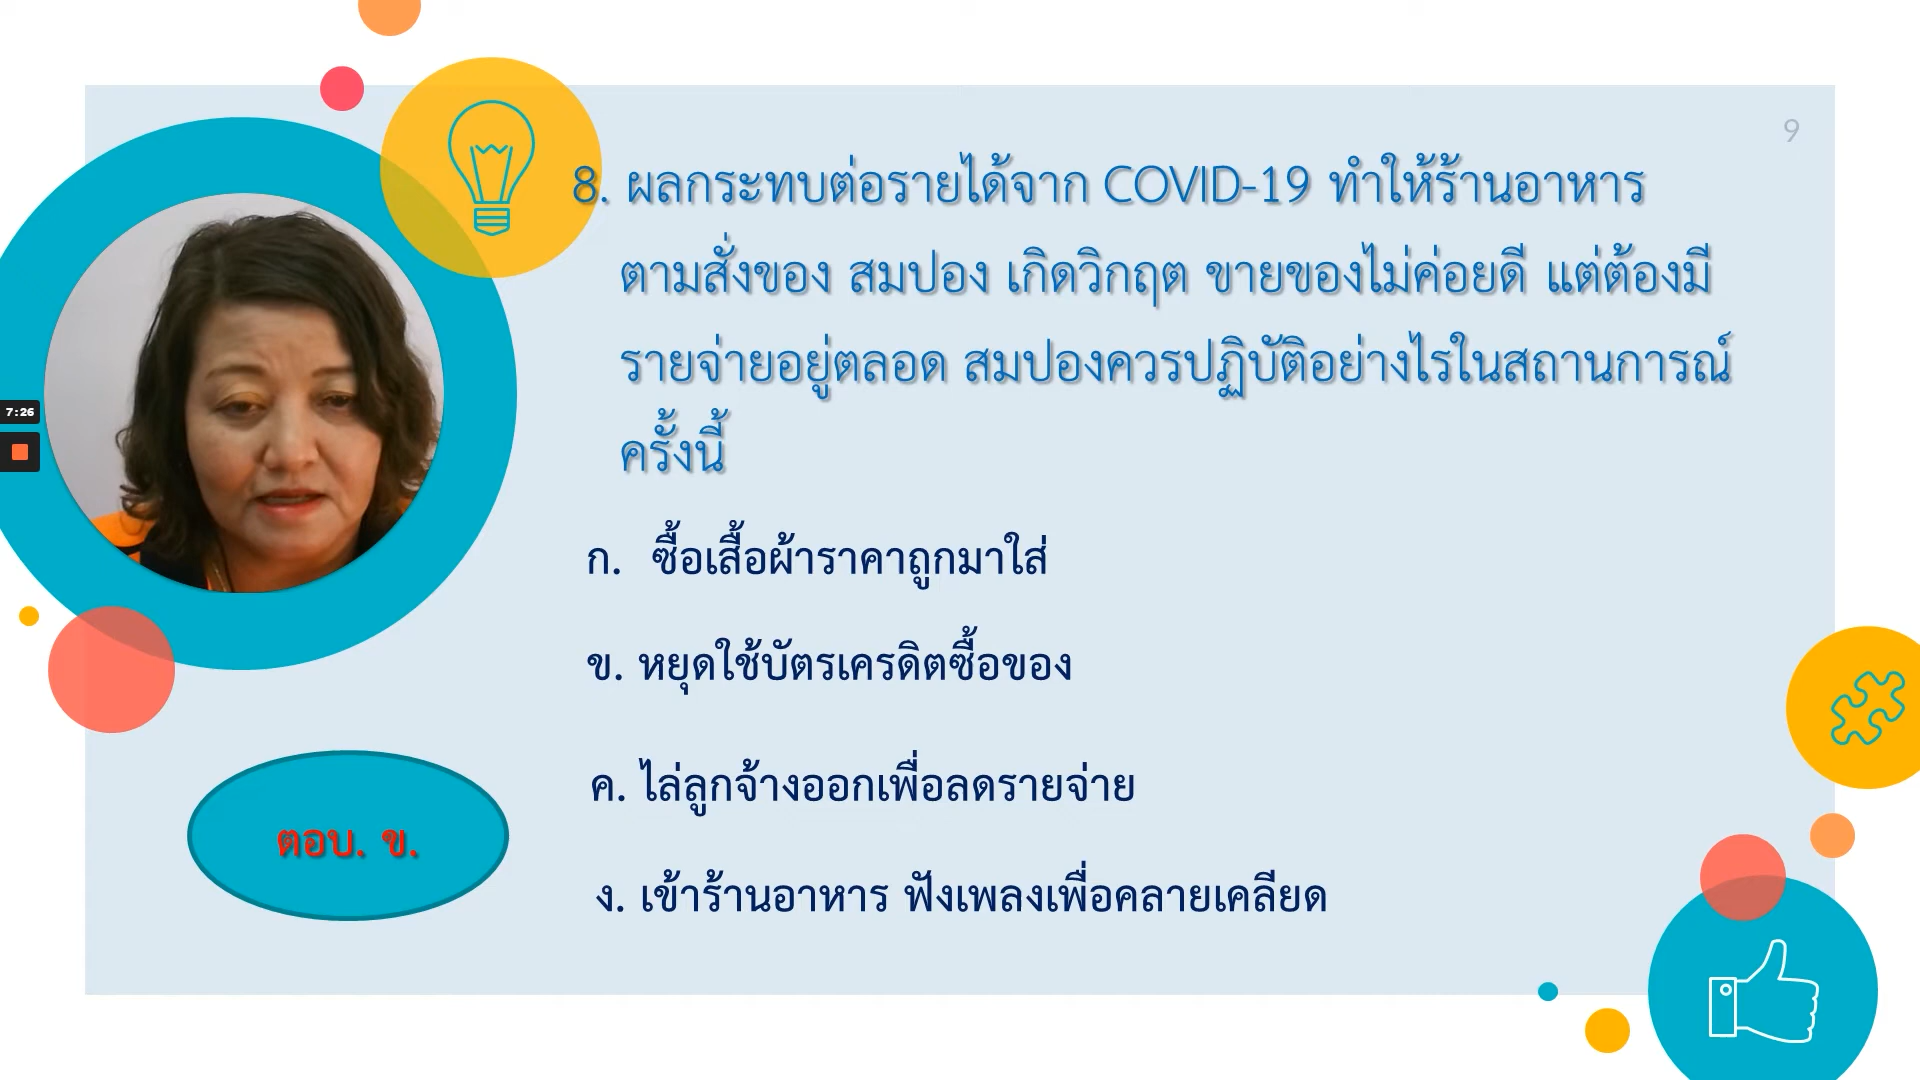 9
8. ผลกระทบต่อรายได้จาก COVID-19 ทำให้ร้านอาหาร
ตามสั่งของ สมปอง เกิดวิกฤต ขายของไม่ค่อยดี แต่ต้องมี
รายจ่ายอยู่ตลอด สมปองควรปฏิบัติอย่างไรในสถานการณ์
ครั้งนี้
7:26
ก. ซื้อเสื้อผ้าราคาถูกมาใส่
ข. หยุดใช้บัตรเครดิตซื้อของ
ค. ไล่ลูกจ้างออกเพื่อลดรายจ่าย
ตอบ. ข.
ง. เข้าร้านอาหาร ฟังเพลงเพื่อคลายเคลียด